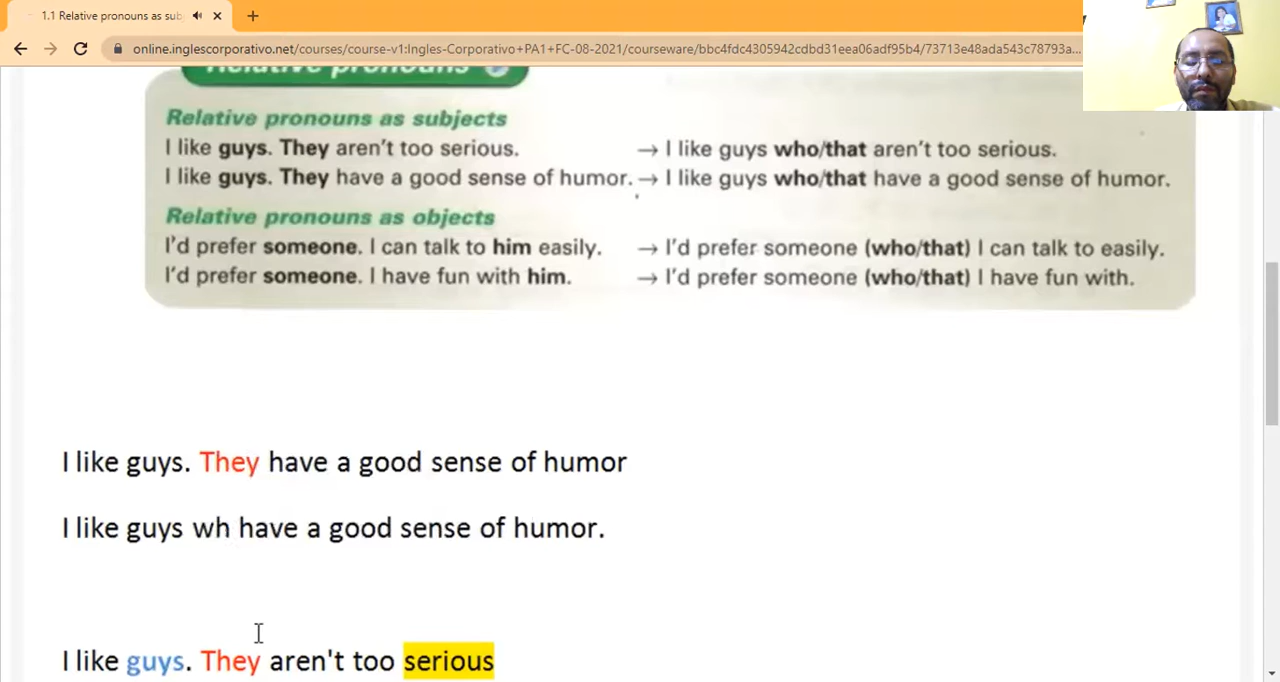 1.1 Relative pronouns as sub
online.inglescorporativo.net/courses/course-v1:Ingles-Corporativo+PA1+FC-08-2021/courseware/bbc4fdc4305942cdbd31eea06adf95b4/73713e48ada543c78793a...
Relative pronouns
Relative pronouns as subjects
I like guys. They aren't too serious. → I like guys who/that aren't too serious.
I like guys. They have a good sense of humor. → I like guys who/that have a good sense of humor.
Relative pronouns as objects
I'd prefer someone. I can talk to him easily. → I'd prefer someone (who/that) I can talk to easily.
I'd prefer someone. I have fun with him. → I'd prefer someone (who/that) I have fun with.
I like guys. They have a good sense of humor
I like guys wh have a good sense of humor.
I like guys. They aren't too serious